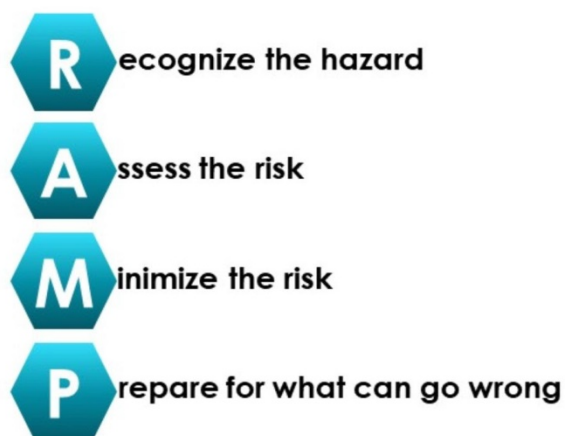 Recognize the hazard
Assess the risk
Minimize the risk
Prepare for what can go wrong